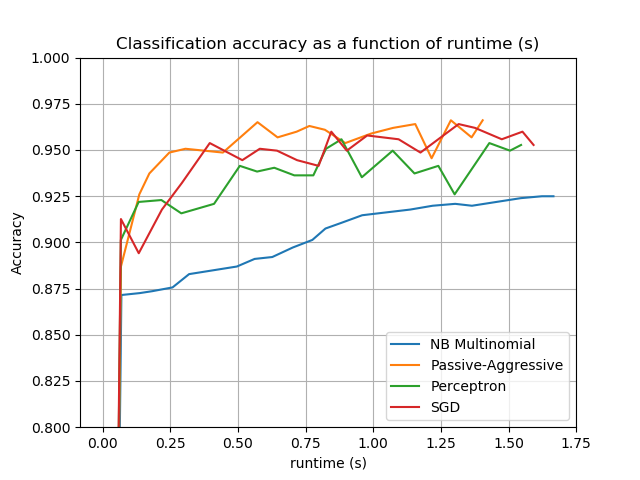 Classification accuracy as a function of runtime (s)
1.000
0.975
0.950
0.925
0.900
0.875
0.850
0.825
0.800
Accuracy
NB Multinomial
Passive-Aggressive
Perceptron
SGD
0.00 0.25 0.50 0.75 1.00 1.25 1.50 1.75
runtime (s)